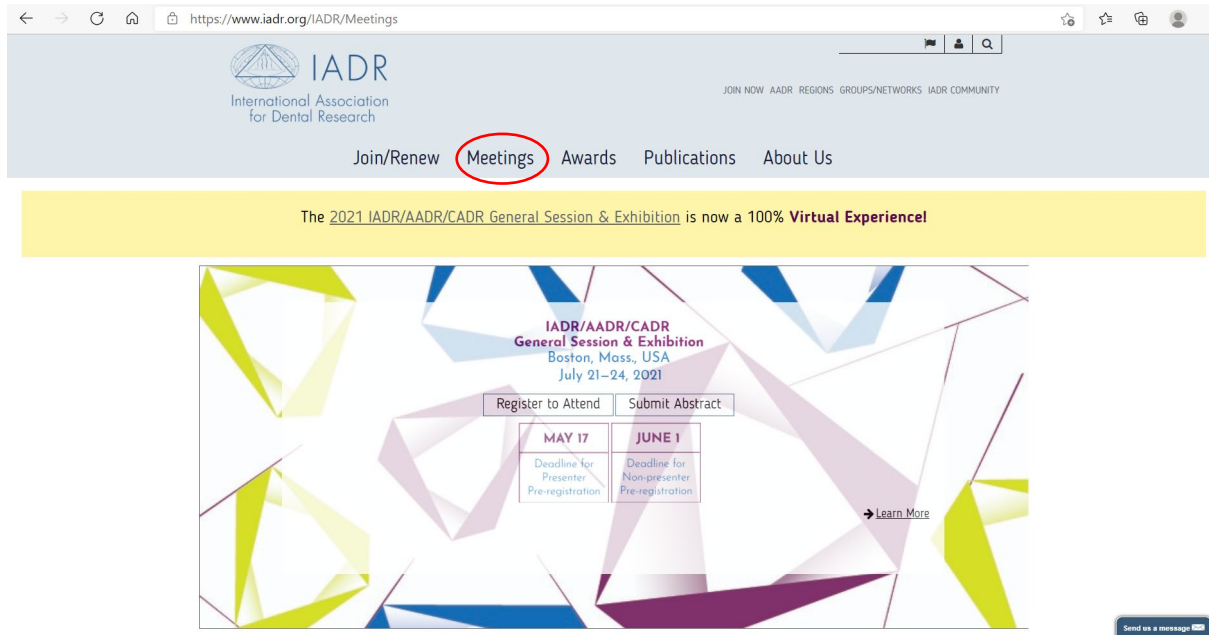 https://www.iadr.org/IADR/Meetings
IADR
International Association
for Dental Research
JOIN NOW AADR REGIONS GROUPS/NETWORKS IADR COMMUNITY
Join/Renew Meetings Awards Publications About Us
The 2021 IADR/AADR/CADR General Session & Exhibition is now a 100% Virtual Experience!
IADR/AADR/CADR
General Session & Exhibition
Boston, Mass., USA
July 21–24, 2021
Register to Attend Submit Abstract
MAY 17 JUNE 1
Deadline for Presenter Pre-registration
Deadline for Non-presenter Pre-registration
Learn More
Send us a message